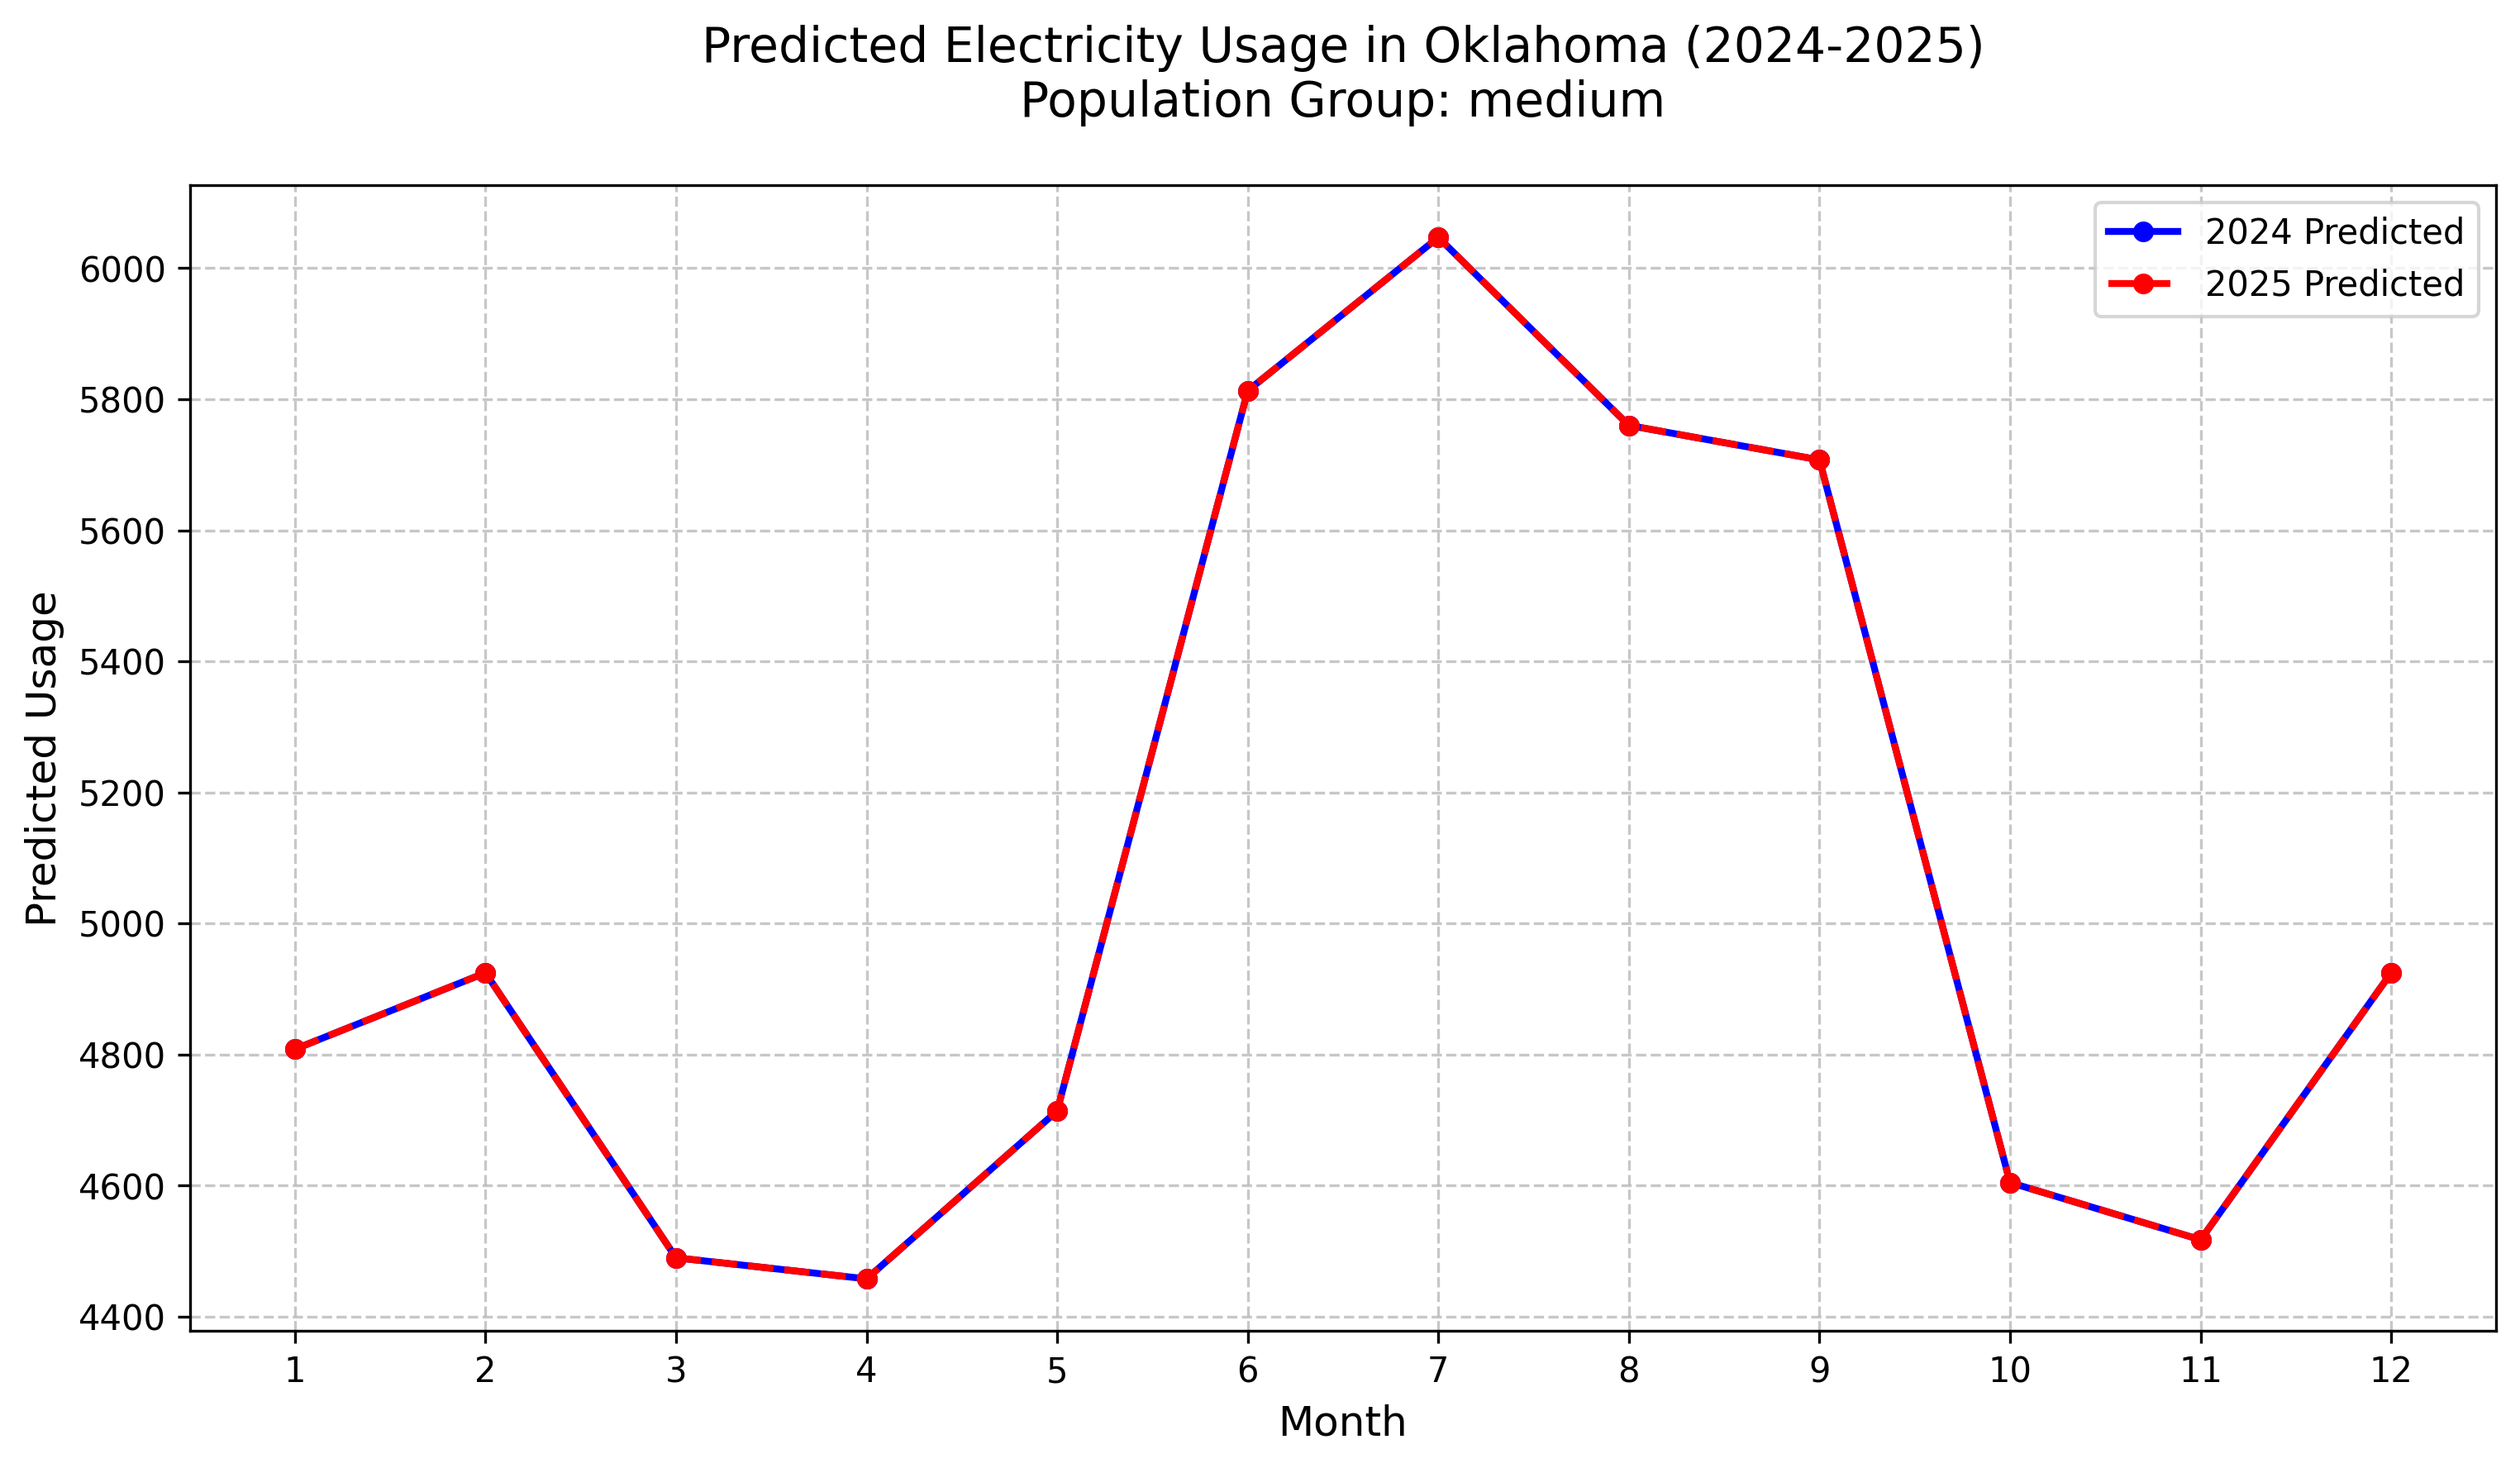 Predicted Electricity Usage in Oklahoma (2024-2025)
Population Group: medium
2024 Predicted
2025 Predicted
Predicted Usage
6000
5800
5600
5400
5200
5000
4800
4600
4400
1 2 3 4 5 6 7 8 9 10 11 12
Month